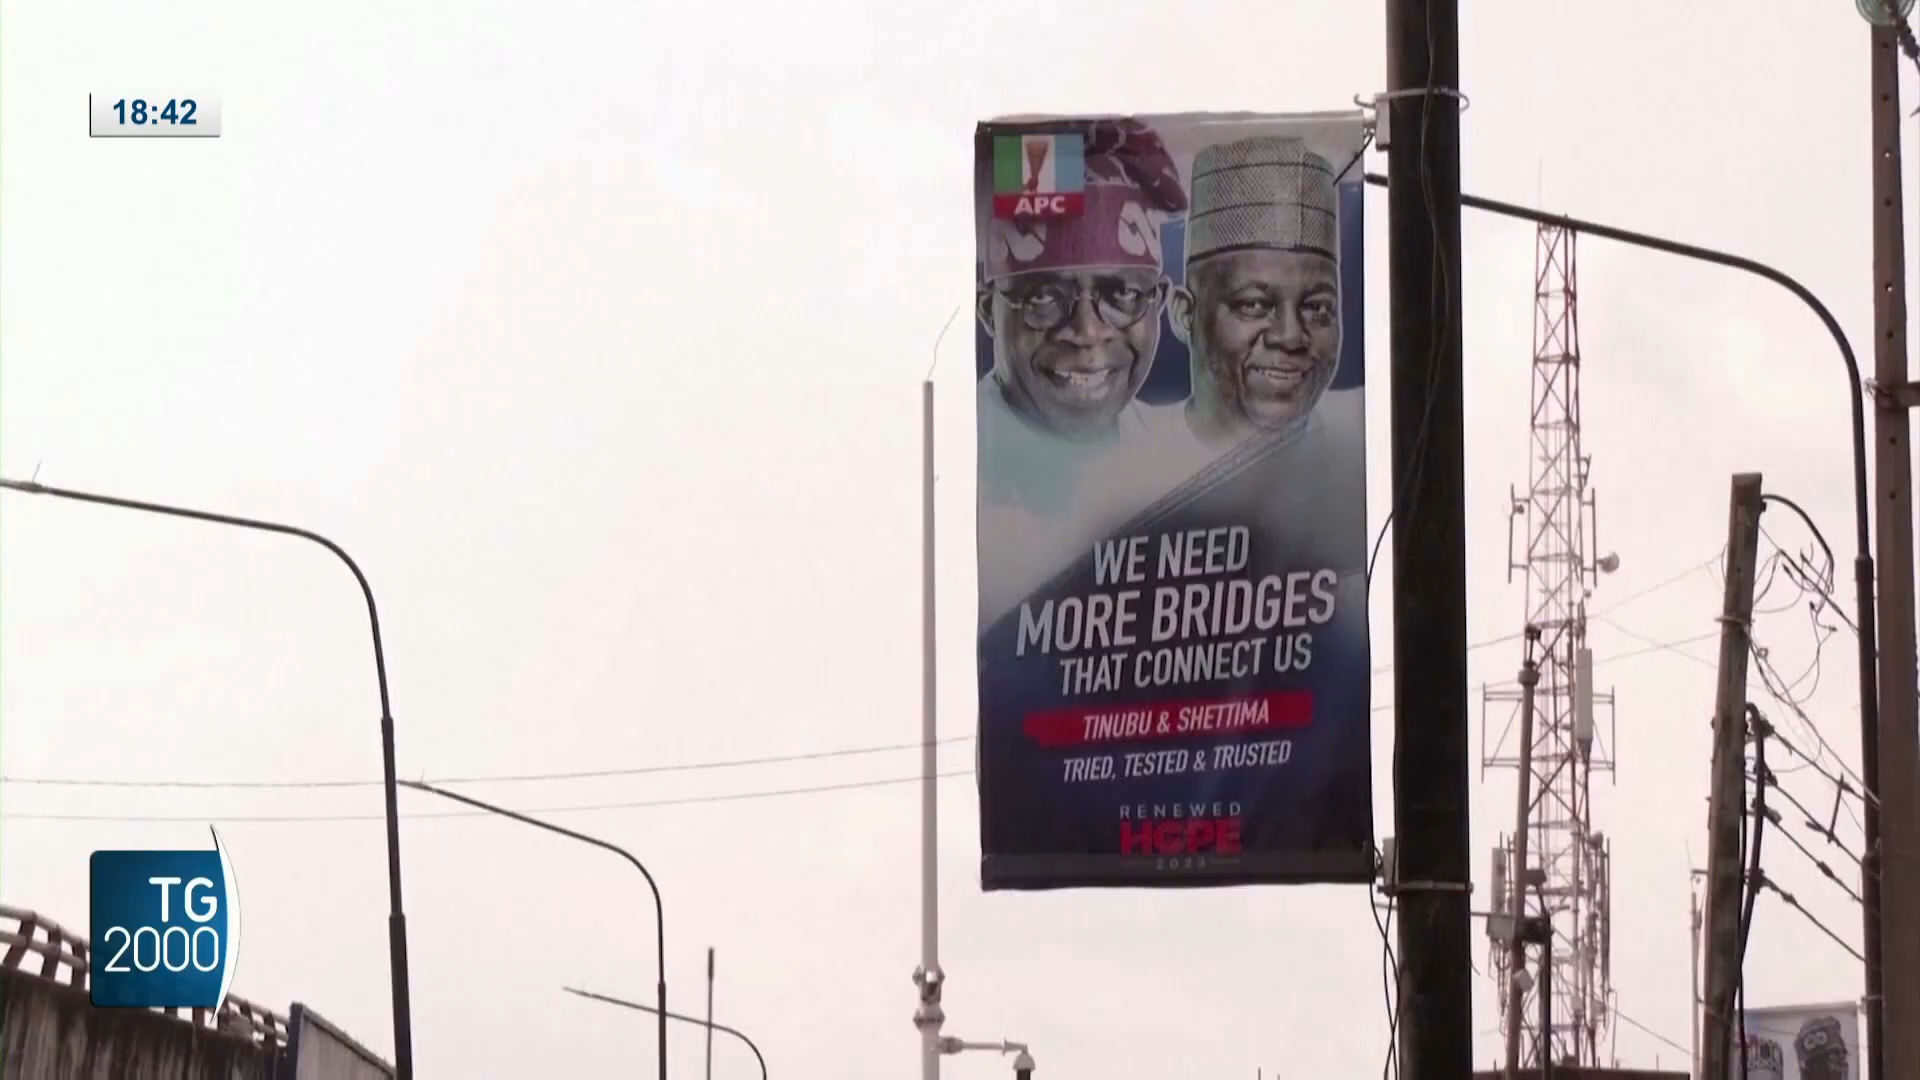 18:42
APC
WE NEED
MORE BRIDGES
THAT CONNECT US
TINUBU & SHETTIMA
TRIED, TESTED & TRUSTED
RENEWED
HOPE
2023
TG
2000